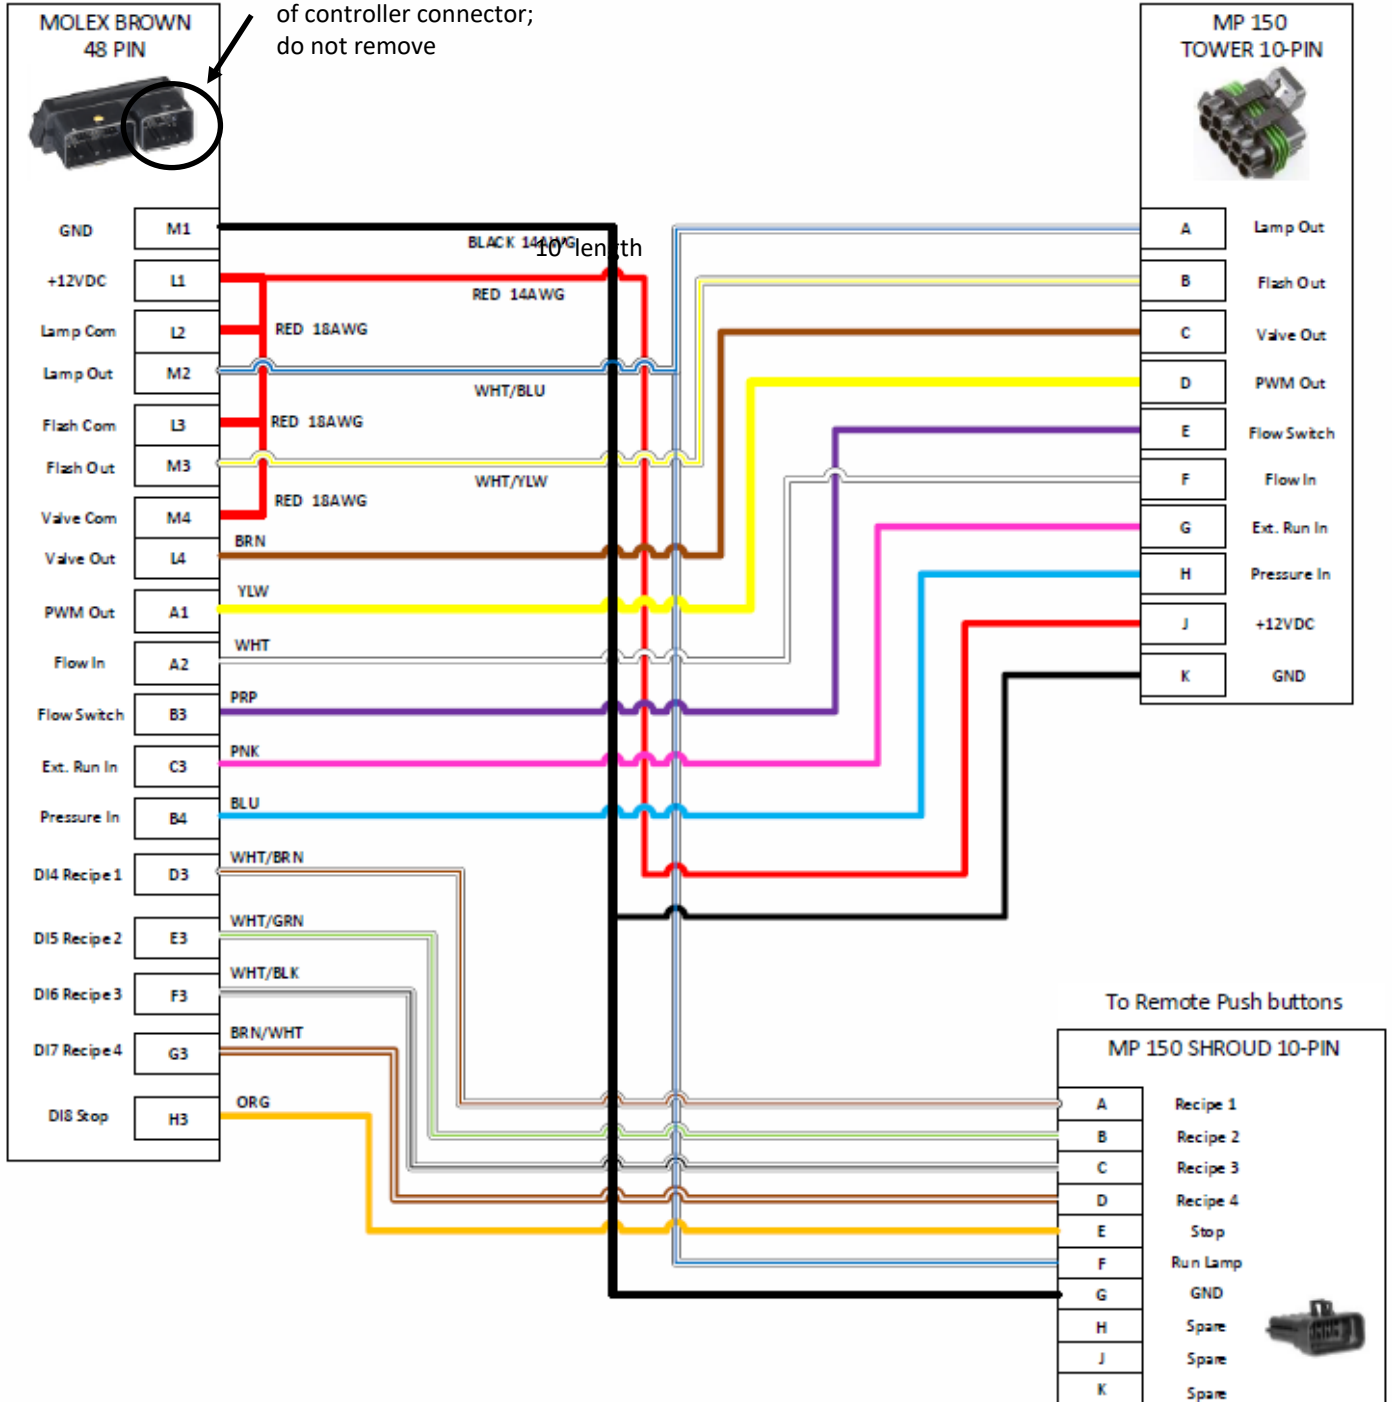 of controller connector;
do not remove
MOLEX BROWN
48 PIN
GND M1
+12VDC L1
Lamp Com L2
Lamp Out M2
Flash Com L3
Flash Out M3
Valve Com M4
Valve Out L4
PWM Out A1
Flow In A2
Flow Switch B3
Ext. Run In C3
Pressure In B4
DI4 Recipe 1 D3
DI5 Recipe 2 E3
DI6 Recipe 3 F3
DI7 Recipe 4 G3
DI8 Stop H3
BLACK 14AWG
10' length
RED 14AWG
RED 18AWG
WHT/BLU
RED 18AWG
WHT/YLW
RED 18AWG
BRN
YLW
WHT
PRP
PNK
BLU
WHT/BRN
WHT/GRN
WHT/BLK
BRN/WHT
ORG
MP 150
TOWER 10-PIN
A Lamp Out
B Flash Out
C Valve Out
D PWM Out
E Flow Switch
F Flow In
G Ext. Run In
H Pressure In
J +12VDC
K GND
To Remote Push buttons
MP 150 SHROUD 10-PIN
A Recipe 1
B Recipe 2
C Recipe 3
D Recipe 4
E Stop
F Run Lamp
G GND
H Spare
J Spare
K Spare